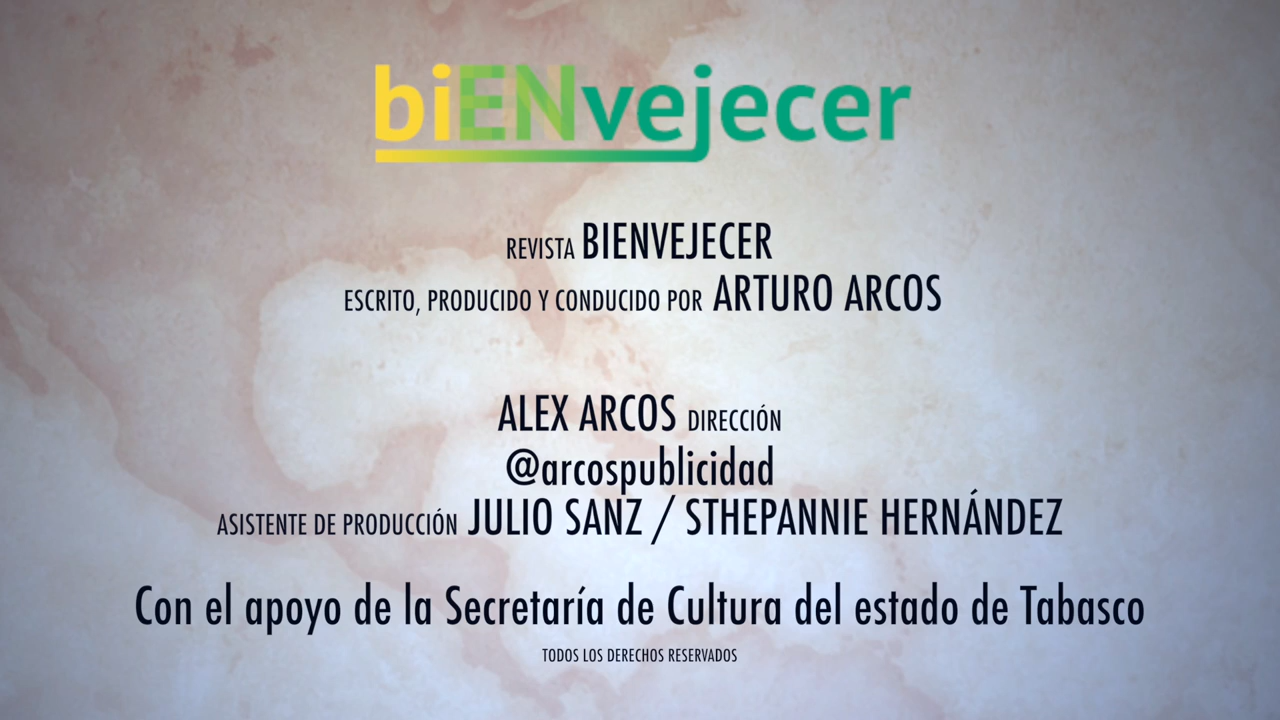 biENvejecer
REVISTA BIENVEJECER
ESCRITO, PRODUCIDO Y CONDUCIDO POR ARTURO ARCOS
ALEX ARCOS DIRECCIÓN
@arcospublicidad
ASISTENTE DE PRODUCCIÓN JULIO SANZ / STHEPANNIE HERNÁNDEZ
Con el apoyo de la Secretaría de Cultura del estado de Tabasco
TODOS LOS DERECHOS RESERVADOS